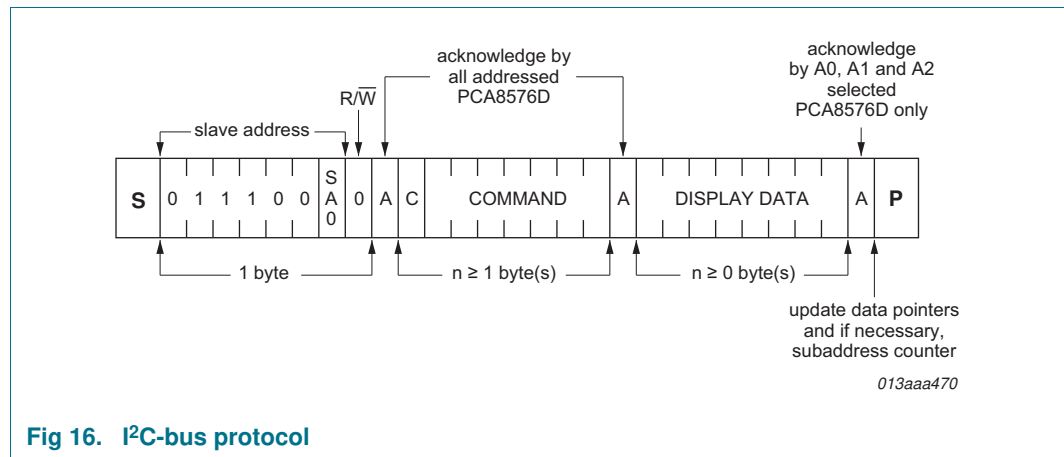 acknowledge by
all addressed
PCA8576D
acknowledge
by A0, A1 and A2
selected
PCA8576D only
R/W̅
slave address
S 0 1 1 1 0 0 SA0 0 A C COMMAND A DISPLAY DATA A P
1 byte
n ≥ 1 byte(s)
n ≥ 0 byte(s)
update data pointers
and if necessary,
subaddress counter
013aaa470
Fig 16. I²C-bus protocol